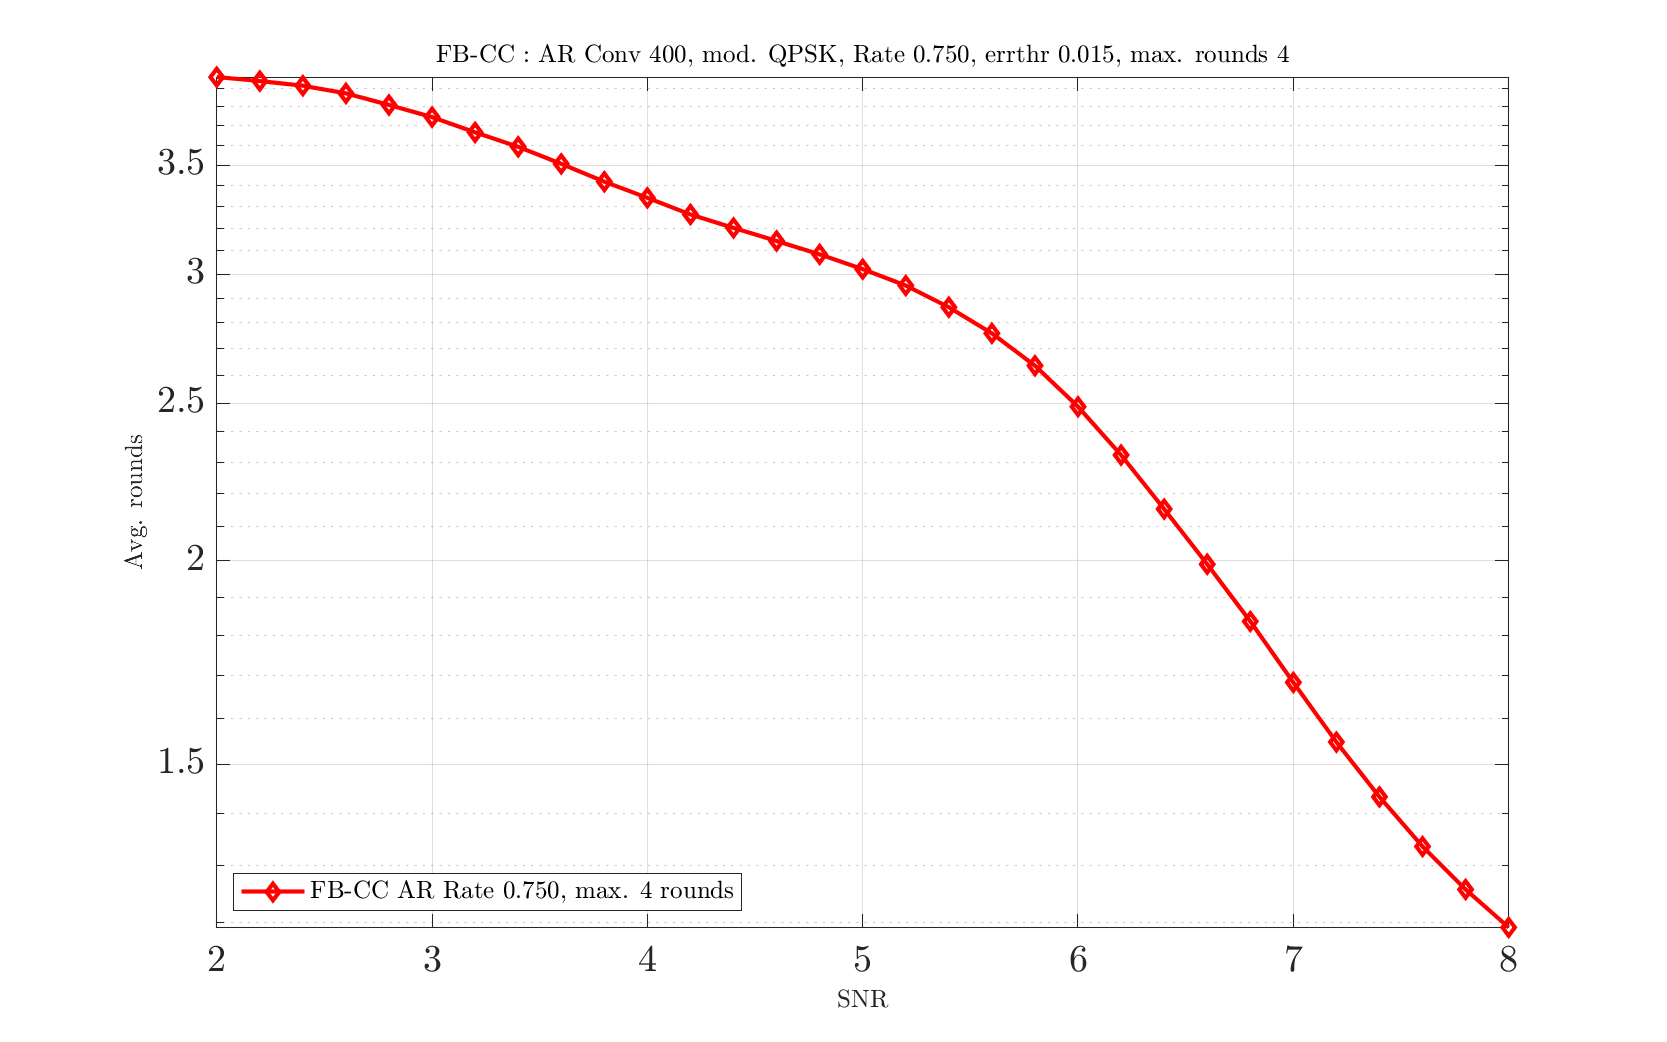 FB-CC : AR Conv 400, mod. QPSK, Rate 0.750, errthr 0.015, max. rounds 4
3.5
3
2.5
2
1.5
Avg. rounds
FB-CC AR Rate 0.750, max. 4 rounds
2 3 4 5 6 7 8
SNR